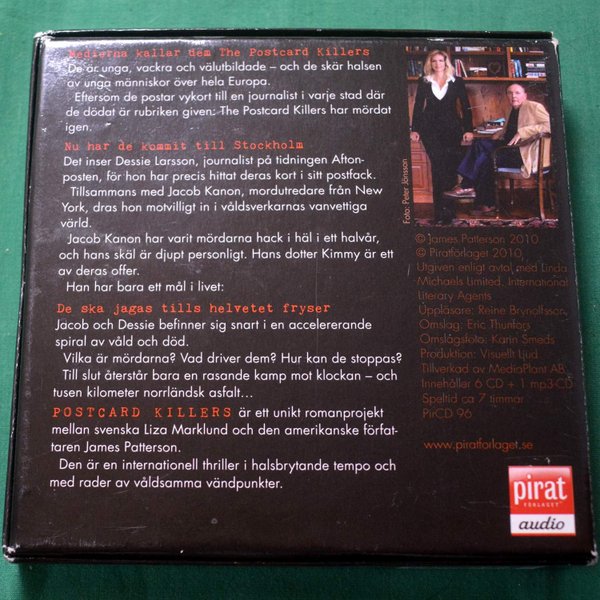 Medierna kallar dem The Postcard Killers
De är unga, vackra och välutbildade – och de skär halsen
av unga människor över hela Europa.
Eftersom de postar vykort till en journalist i varje stad där
de dödat är rubriken given: The Postcard Killers har mördat
igen.
Nu har de kommit till Stockholm
Det inser Dessie Larsson, journalist på tidningen Afton-
posten, för hon har precis hittat deras kort i sitt postfack.
Tillsammans med Jacob Kanon, mordutredare från New
York, dras hon motvilligt in i våldsverkarnas vanvettiga
värld.
Jacob Kanon har varit mördarna hack i häl i ett halvår,
och hans skäl är djupt personligt. Hans dotter Kimmy är ett
av deras offer.
Han har bara ett mål i livet:
De ska jagas tills helvetet fryser
Jacob och Dessie befinner sig snart i en accelererande
spiral av våld och död.
Vilka är mördarna? Vad driver dem? Hur kan de stoppas?
Till slut återstår bara en rasande kamp mot klockan – och
tusen kilometer norrländsk asfalt...
POSTCARD KILLERS är ett unikt romanprojekt
mellan svenska Liza Marklund och den amerikanske förfat-
taren James Patterson.
Den är en internationell thriller i halsbrytande tempo och
med rader av våldsamma vändpunkter.
Foto: Peter Jönsson
© James Patterson 2010
© Piratförlaget 2010
Utgiven enligt avtal med Linda
Michaels Limited, International
Literary Agents
Uppläsare: Reine Brynolfsson
Omslag: Eric Thunfors
Omslagsfoto: Karin Smeds
Produktion: Visuellt Ljud
Tillverkad av MediaPlant AB
Innehåller 6 CD + 1 mp3-CD
Speltid ca 7 timmar
PirCD 96
www.piratforlaget.se
pirat
FÖRLAGET
audio